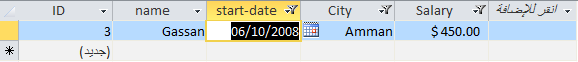 ID name start-date City Salary انقر للإضافة
3 Gassan 06/10/2008 Amman $ 450.00
* (جديد)